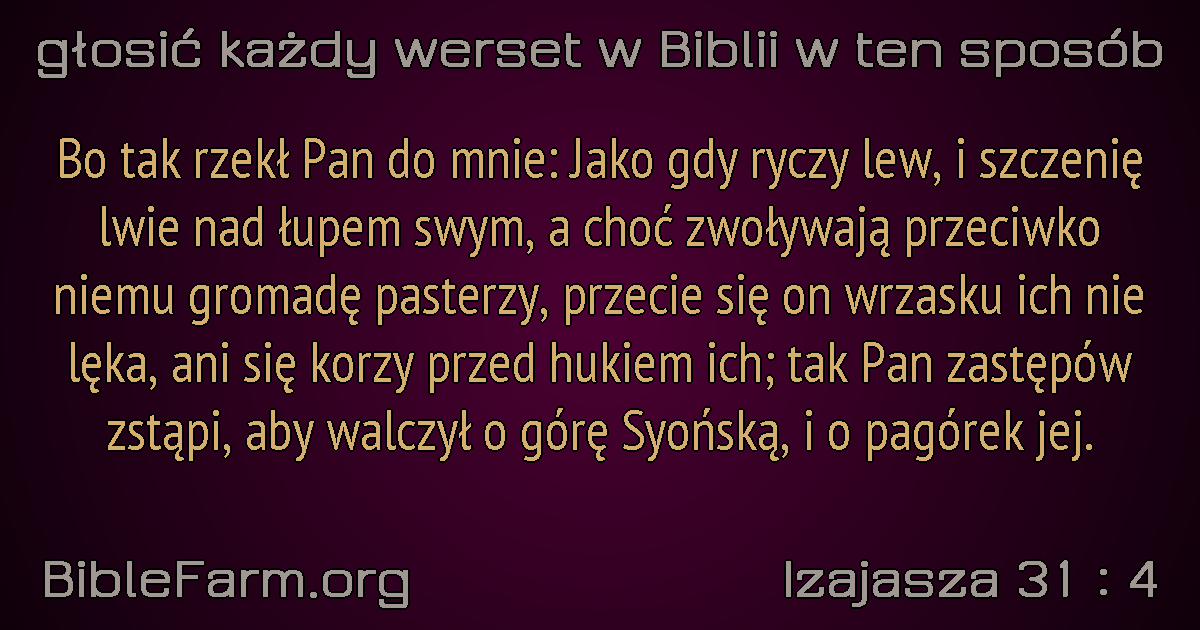 głosić każdy werset w Biblii w ten sposób
Bo tak rzekł Pan do mnie: Jako gdy ryczy lew, i szczenię
lwie nad łupem swym, a choć zwoływają przeciwko
niemu gromadę pasterzy, przecie się on wrzasku ich nie
lęka, ani się korzy przed hukiem ich; tak Pan zastępów
zstąpi, aby walczył o górę Syońską, i o pagórek jej.
BibleFarm.org
Izajasza 31 : 4